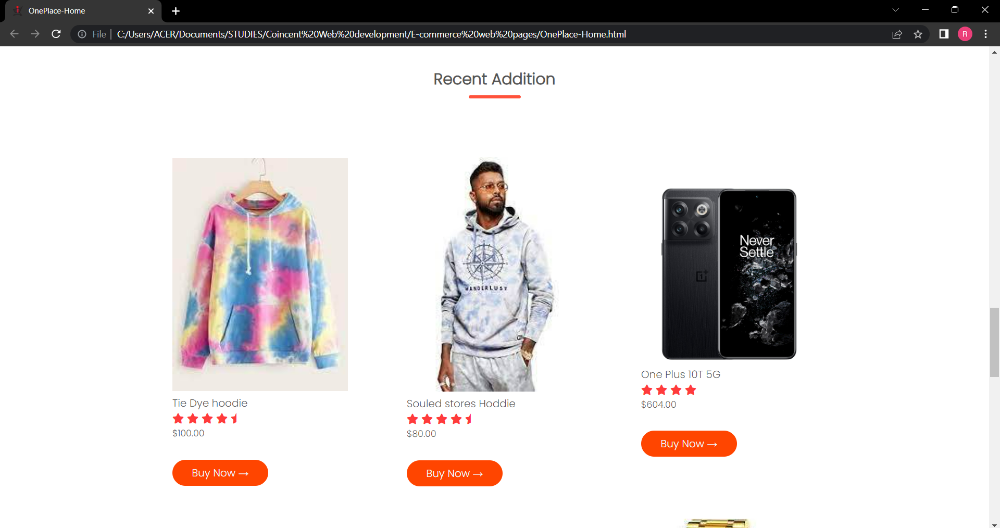 OnePlace-Home
File
C:/Users/ACER/Documents/STUDIES/Coincent%20Web%20development/E-commerce%20web%20pages/OnePlace-Home.html
R
Recent Addition
WANDERLUST
Never
Settle
1+
Tie Dye hoodie
$100.00
Buy Now →
Souled stores Hoddie
$80.00
Buy Now →
One Plus 10T 5G
$604.00
Buy Now →